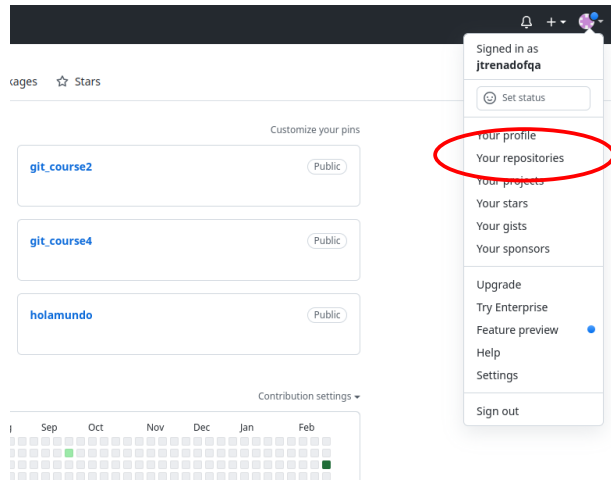 Signed in as
jtrenadofqa
Set status
Your profile
Your repositories
Your projects
Your stars
Your gists
Your sponsors
Upgrade
Try Enterprise
Feature preview
Help
Settings
Sign out
Stars
Customize your pins
git_course2 Public
git_course4 Public
holamundo Public
Contribution settings
Sep Oct Nov Dec Jan Feb